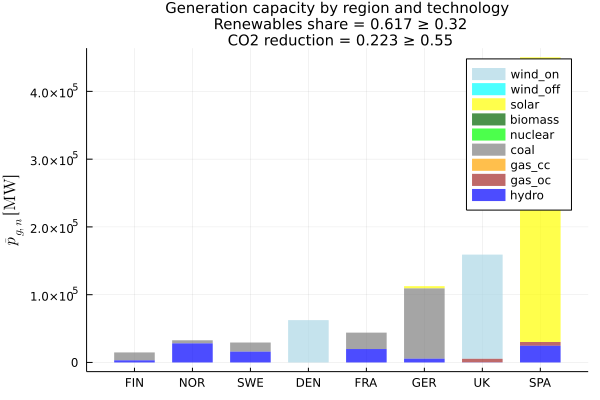 Generation capacity by region and technology
Renewables share = 0.617 ≥ 0.32
CO2 reduction = 0.223 ≥ 0.55
p̄_{g,n} [MW]
4.0×10⁵
3.0×10⁵
2.0×10⁵
1.0×10⁵
0
FIN NOR SWE DEN FRA GER UK SPA
wind_on
wind_off
solar
biomass
nuclear
coal
gas_cc
gas_oc
hydro